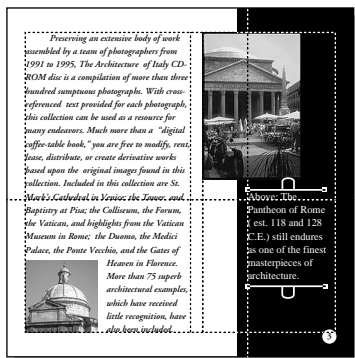 Preserving an extensive body of work
assembled by a team of photographers from
1991 to 1995, The Architecture of Italy CD-
ROM disc is a compilation of more than three
hundred sumptuous photographs. With cross-
referenced text provided for each photograph,
this collection can be used as a resource for
many endeavors. Much more than a "digital
coffee-table book," you are free to modify, rent,
lease, distribute, or create derivative works
based upon the original images found in this
collection. Included in this collection are St.
Mark's Cathedral in Venice; the Tower, and
Baptistry at Pisa; the Colliseum, the Forum,
the Vatican, and highlights from the Vatican
Museum in Rome; the Duomo, the Medici
Palace, the Ponte Vecchio, and the Gates of
Heaven in Florence.
More than 75 superb
architectural examples,
which have received
little recognition, have
also been included
Above: The
Pantheon of Rome
( est. 118 and 128
C.E.) still endures
as one of the finest
masterpieces of
architecture.
3